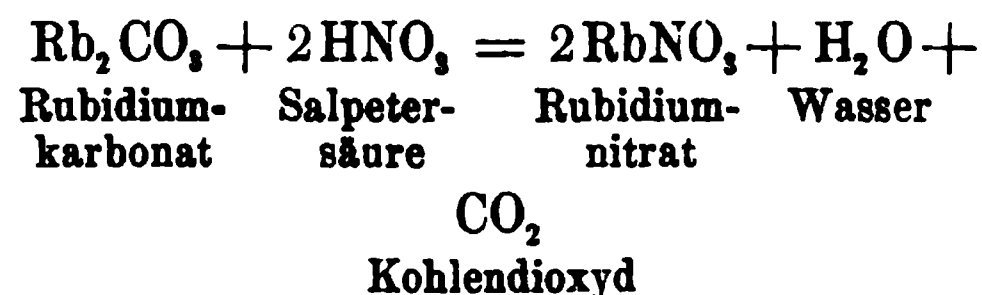 Rb₂CO₃ + 2HNO₃ = 2RbNO₃ + H₂O +
Rubidium- Salpeter- Rubidium- Wasser
karbonat säure nitrat
CO₂
Kohlendioxyd